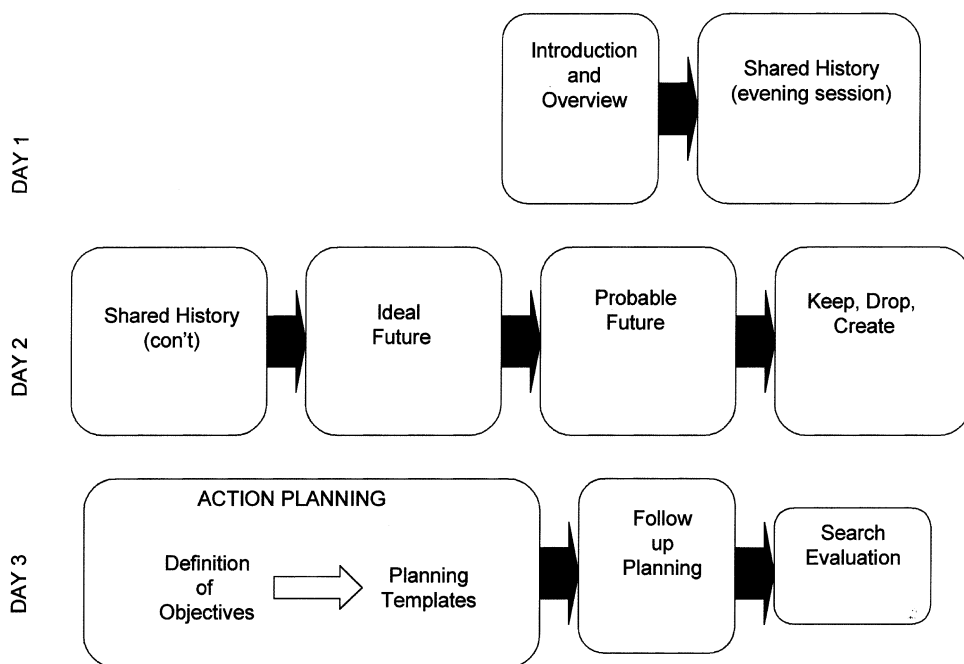 DAY 1
Introduction
and
Overview
Shared History
(evening session)
DAY 2
Shared History
(con't)
Ideal
Future
Probable
Future
Keep, Drop,
Create
DAY 3
ACTION PLANNING
Definition
of
Objectives
Planning
Templates
Follow
up
Planning
Search
Evaluation